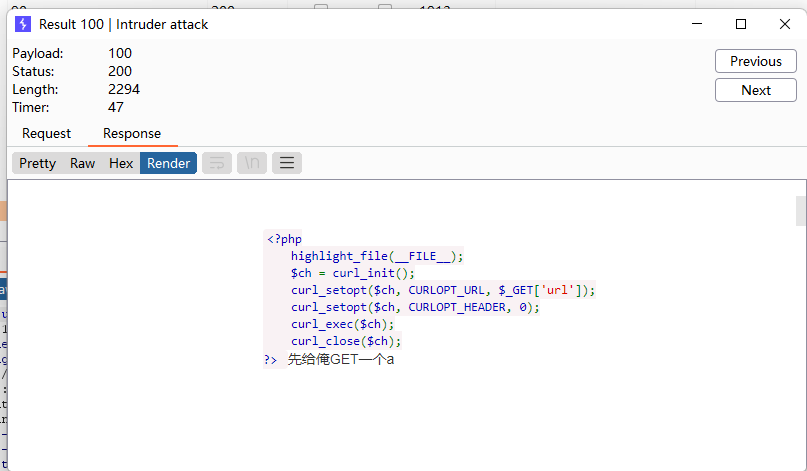 Result 100 | Intruder attack
Payload: 100
Status: 200
Length: 2294
Timer: 47
Previous
Next
Request Response
Pretty Raw Hex Render \n
<?php
highlight_file(__FILE__);
$ch = curl_init();
curl_setopt($ch, CURLOPT_URL, $_GET['url']);
curl_setopt($ch, CURLOPT_HEADER, 0);
curl_exec($ch);
curl_close($ch);
?> 先给俺GET一个a